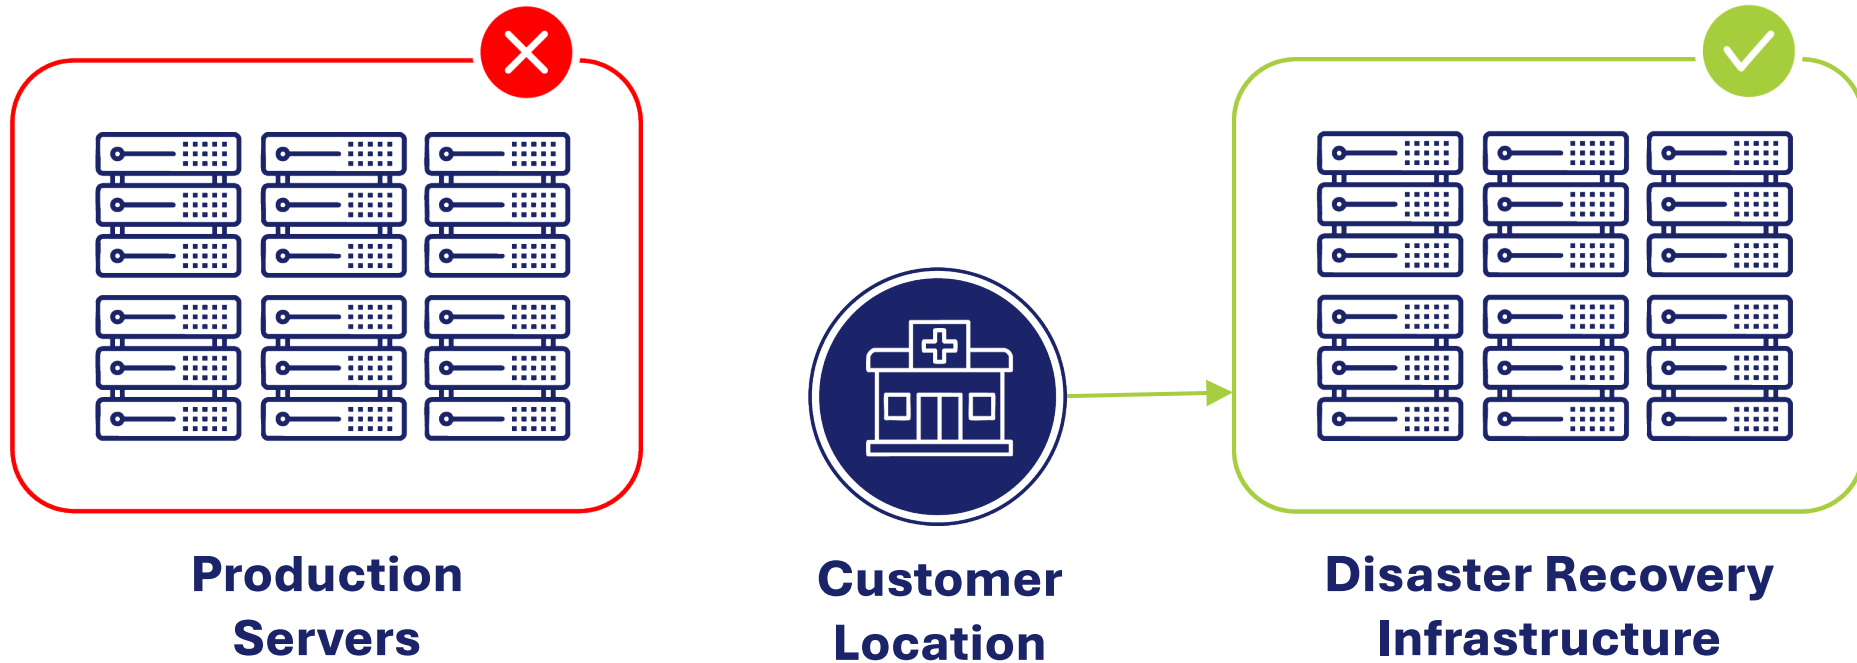 Production
Servers
Customer
Location
Disaster Recovery
Infrastructure